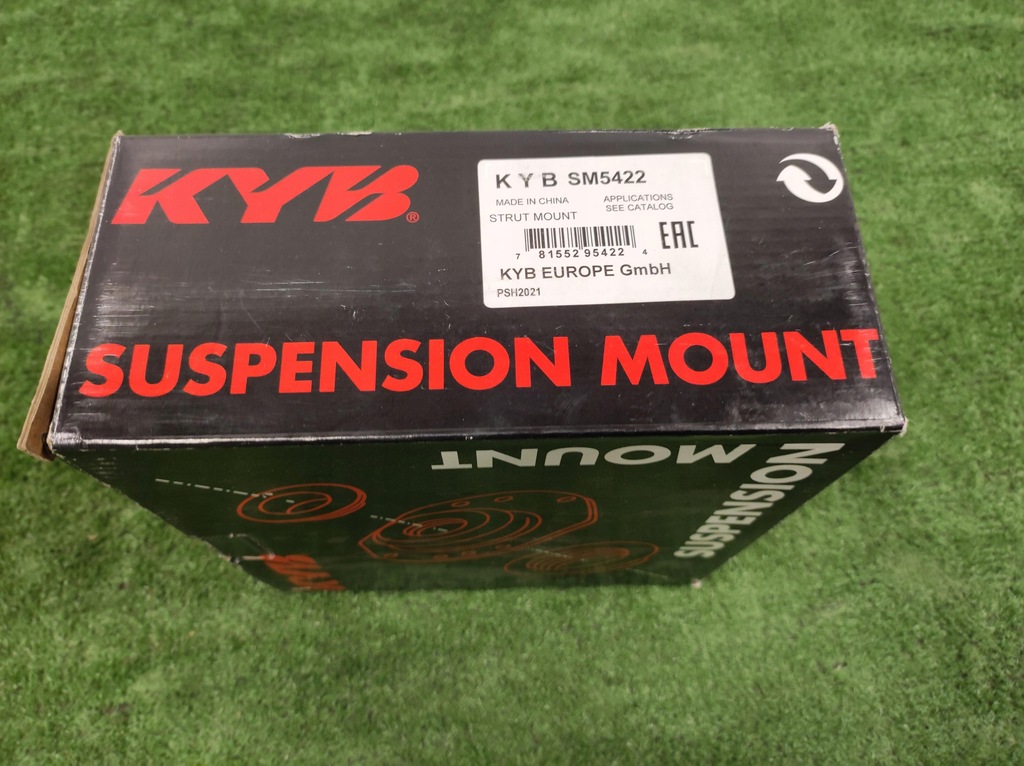 KYB®
K Y B SM5422
MADE IN CHINA APPLICATIONS
SEE CATALOG
STRUT MOUNT
7 81552 95422 4
EAC
KYB EUROPE GmbH
PSH2021
SUSPENSION MOUNT
MOUNT
SUSPENSION
KYB